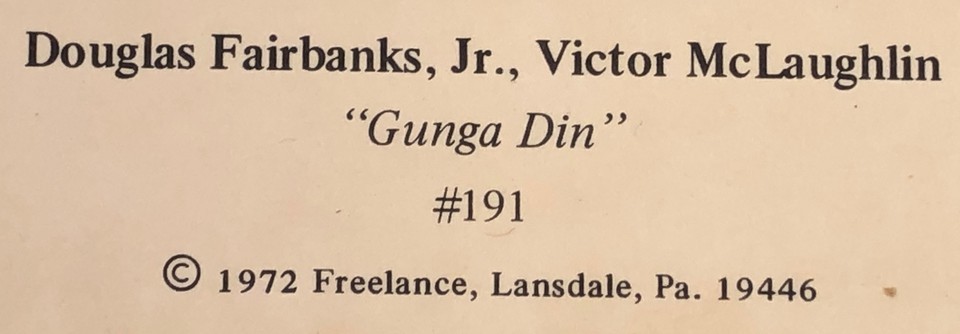 Douglas Fairbanks, Jr., Victor McLaughlin
“Gunga Din”
#191
© 1972 Freelance, Lansdale, Pa. 19446